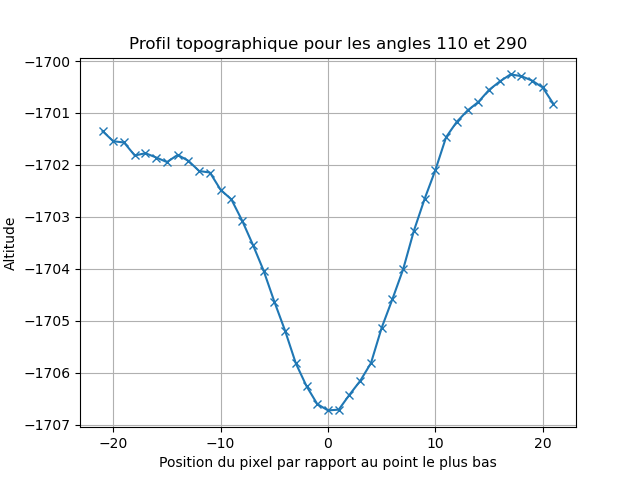 Profil topographique pour les angles 110 et 290
Altitude
−1700
−1701
−1702
−1703
−1704
−1705
−1706
−1707
−20 −10 0 10 20
Position du pixel par rapport au point le plus bas